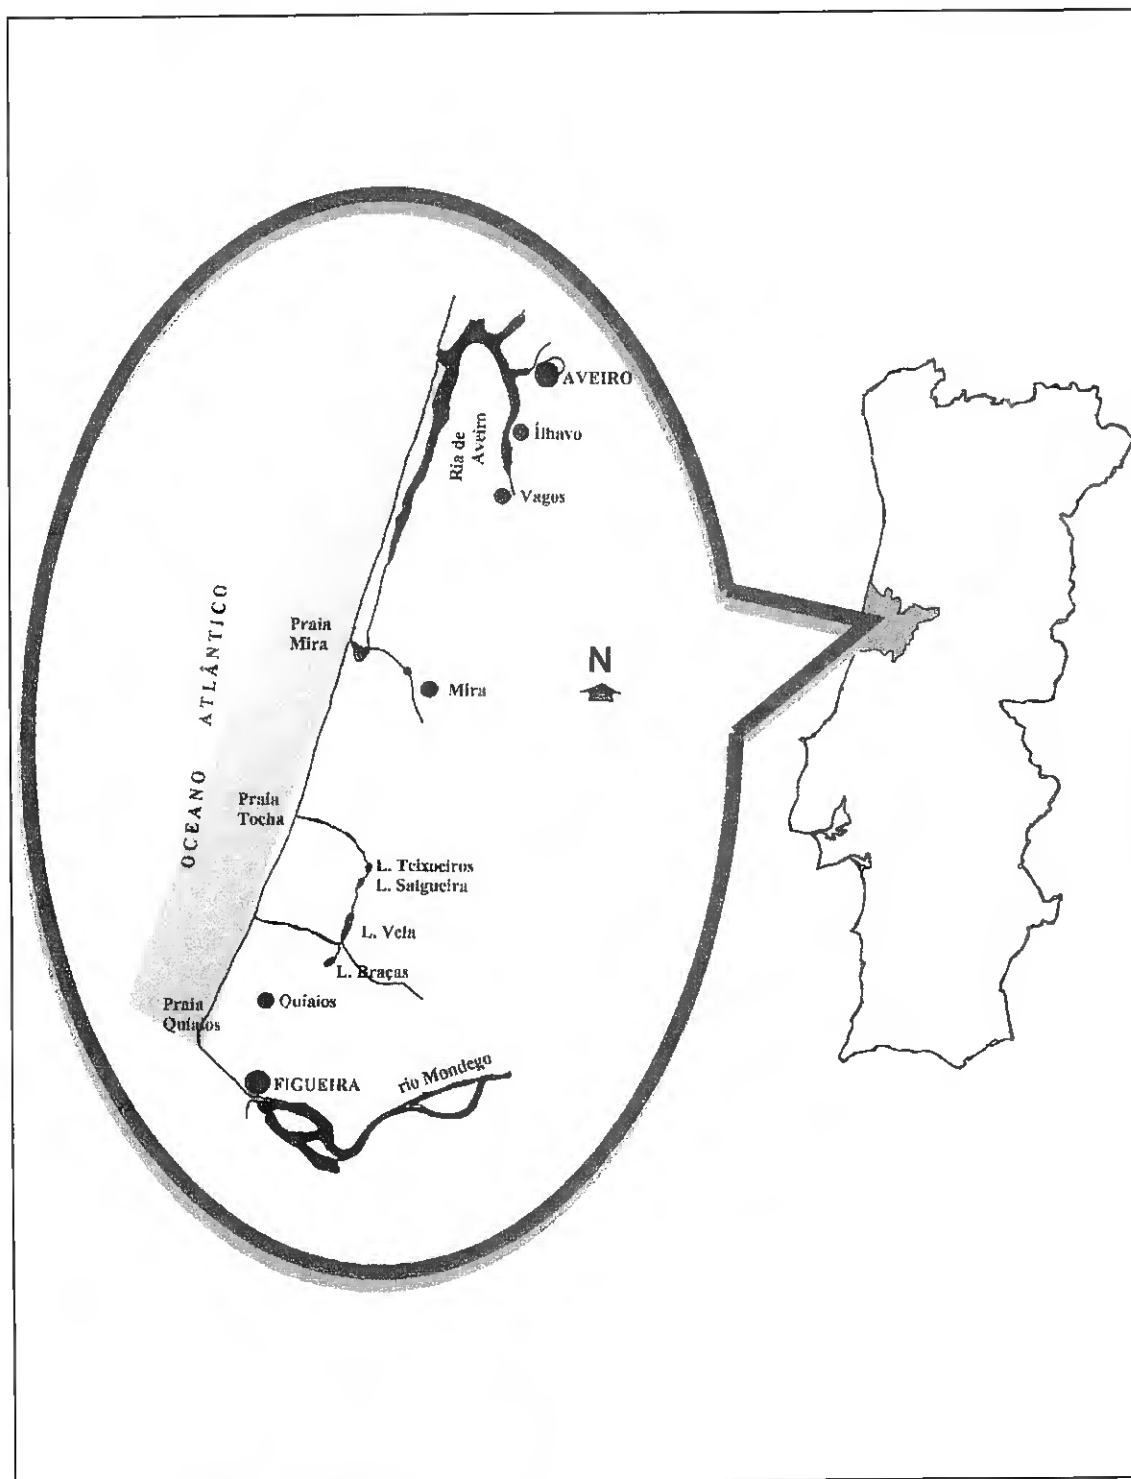 AVEIRO
Ílhavo
Ria de
Aveiro
Vagos
OCEANO ATLÂNTICO
Praia
Mira
N
Mira
Praia
Tocha
L. Teixueiros
L. Salgueira
L. Vela
L. Braças
Quiaios
Praia
Quiaios
FIGUEIRA
rio Mondego